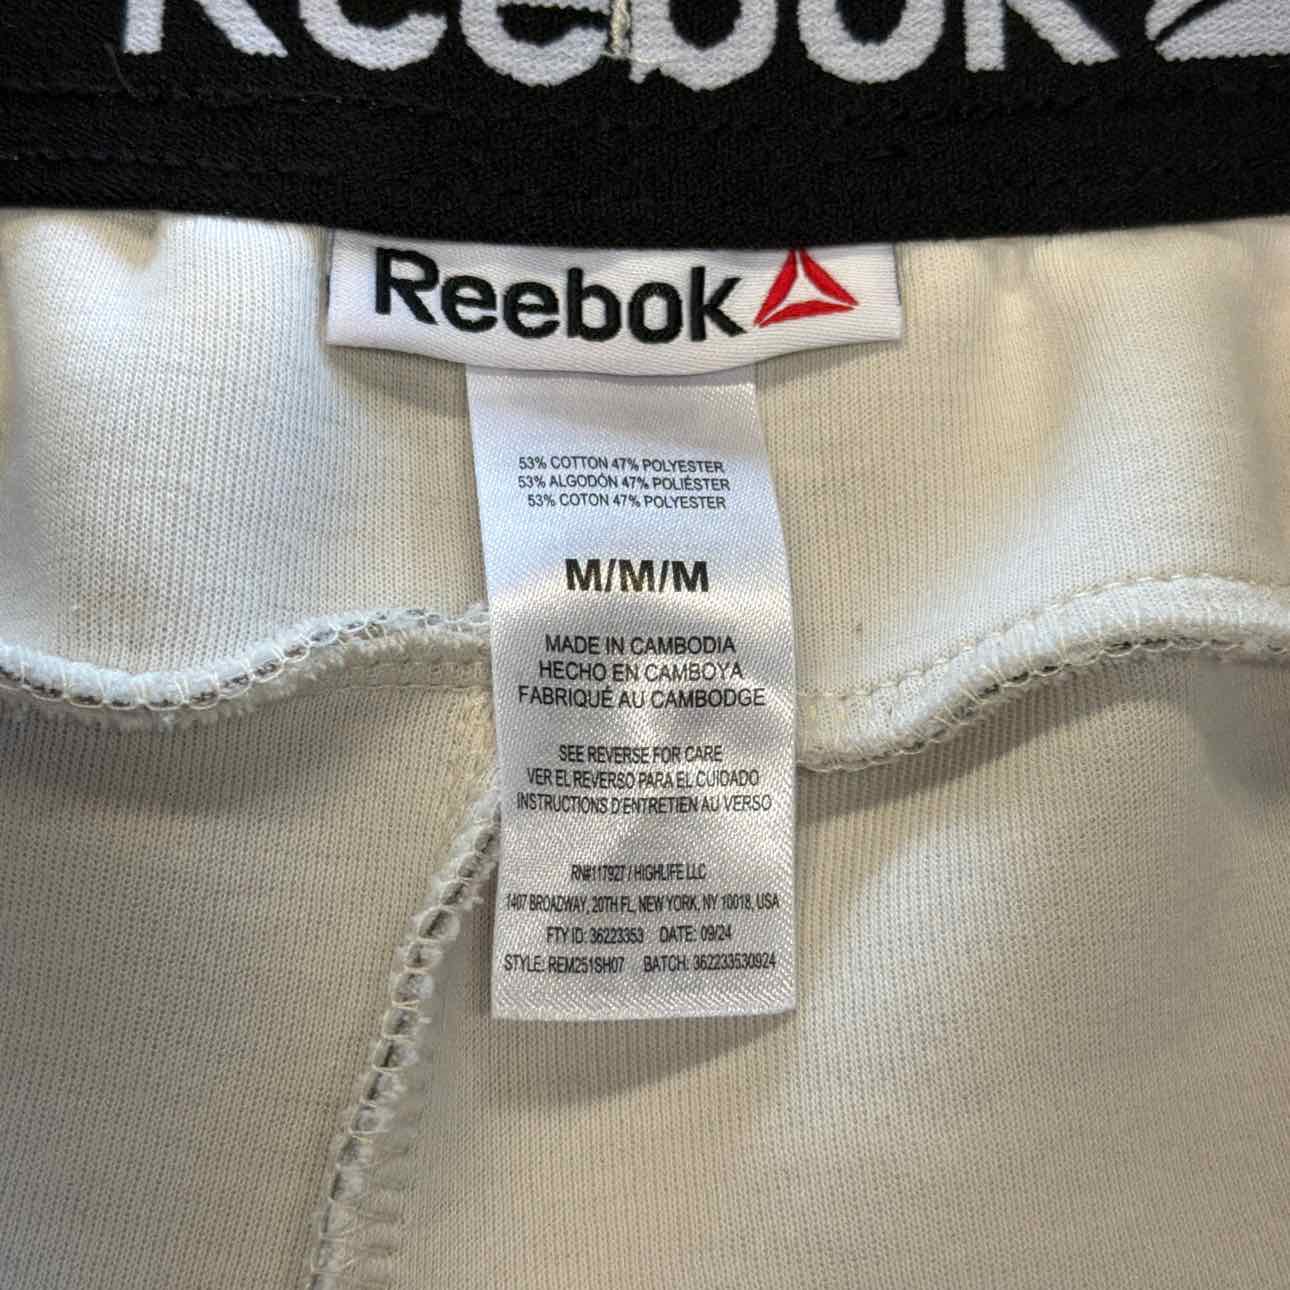 Reebok
Reebok
53% COTTON 47% POLYESTER
53% ALGODÓN 47% POLIÉSTER
53% COTON 47% POLYESTER
M/M/M
MADE IN CAMBODIA
HECHO EN CAMBOYA
FABRIQUÉ AU CAMBODGE
SEE REVERSE FOR CARE
VER EL REVERSO PARA EL CUIDADO
INSTRUCTIONS D'ENTRETIEN AU VERSO
RN#117927 / HIGHLIFE LLC
1407 BROADWAY, 20TH FL, NEW YORK, NY 10018, USA
FTY ID: 36223353 DATE: 09/24
STYLE: REM251SH07 BATCH: 362233530924